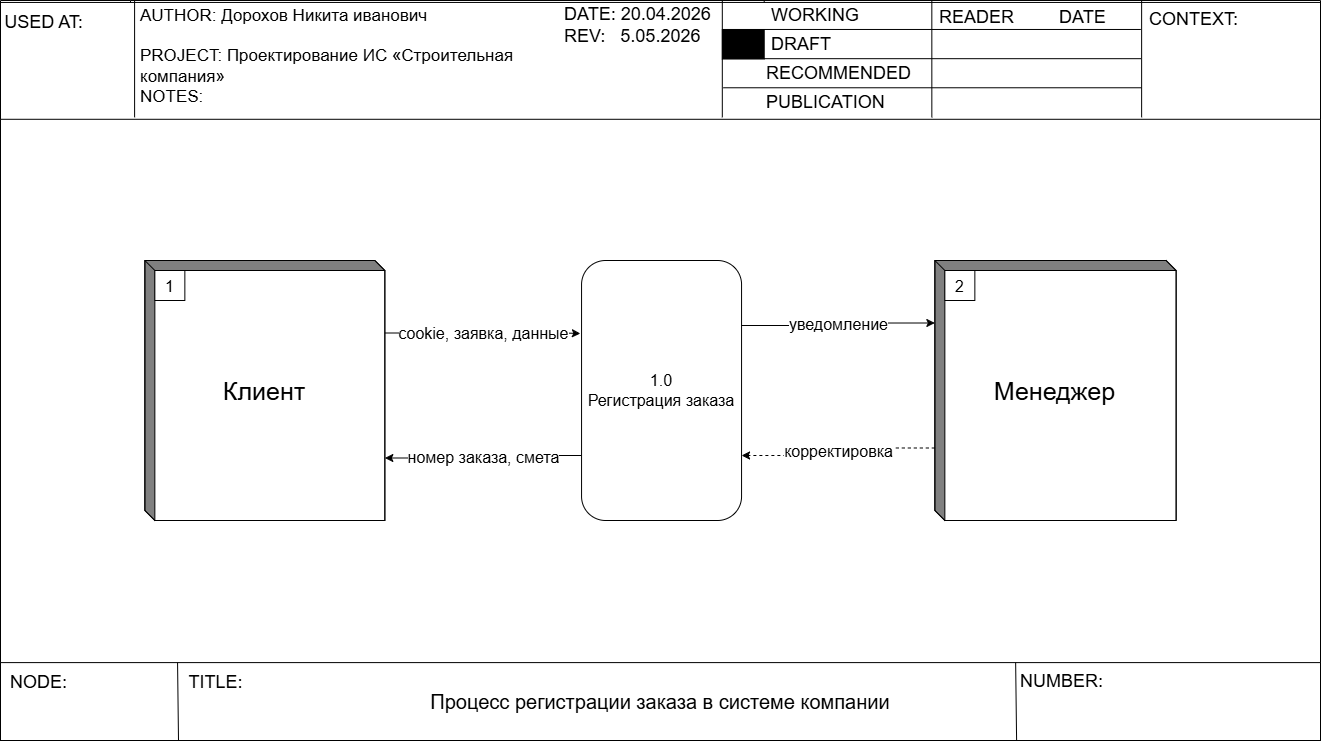 USED AT:
AUTHOR: Дорохов Никита иванович
DATE: 20.04.2026
REV: 5.05.2026
PROJECT: Проектирование ИС «Строительная
компания»
NOTES:
WORKING
DRAFT
RECOMMENDED
PUBLICATION
READER DATE
CONTEXT:
1
Клиент
cookie, заявка, данные
номер заказа, смета
1.0
Регистрация заказа
уведомление
корректировка
2
Менеджер
NODE:
TITLE:
Процесс регистрации заказа в системе компании
NUMBER: